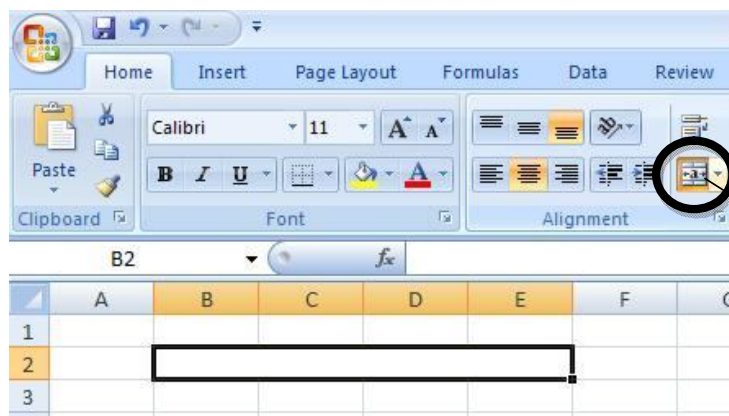 Home Insert Page Layout Formulas Data Review
Calibri 11 A A
Paste B I U A a
Clipboard Font Alignment
B2 fx
A B C D E F
1
2
3